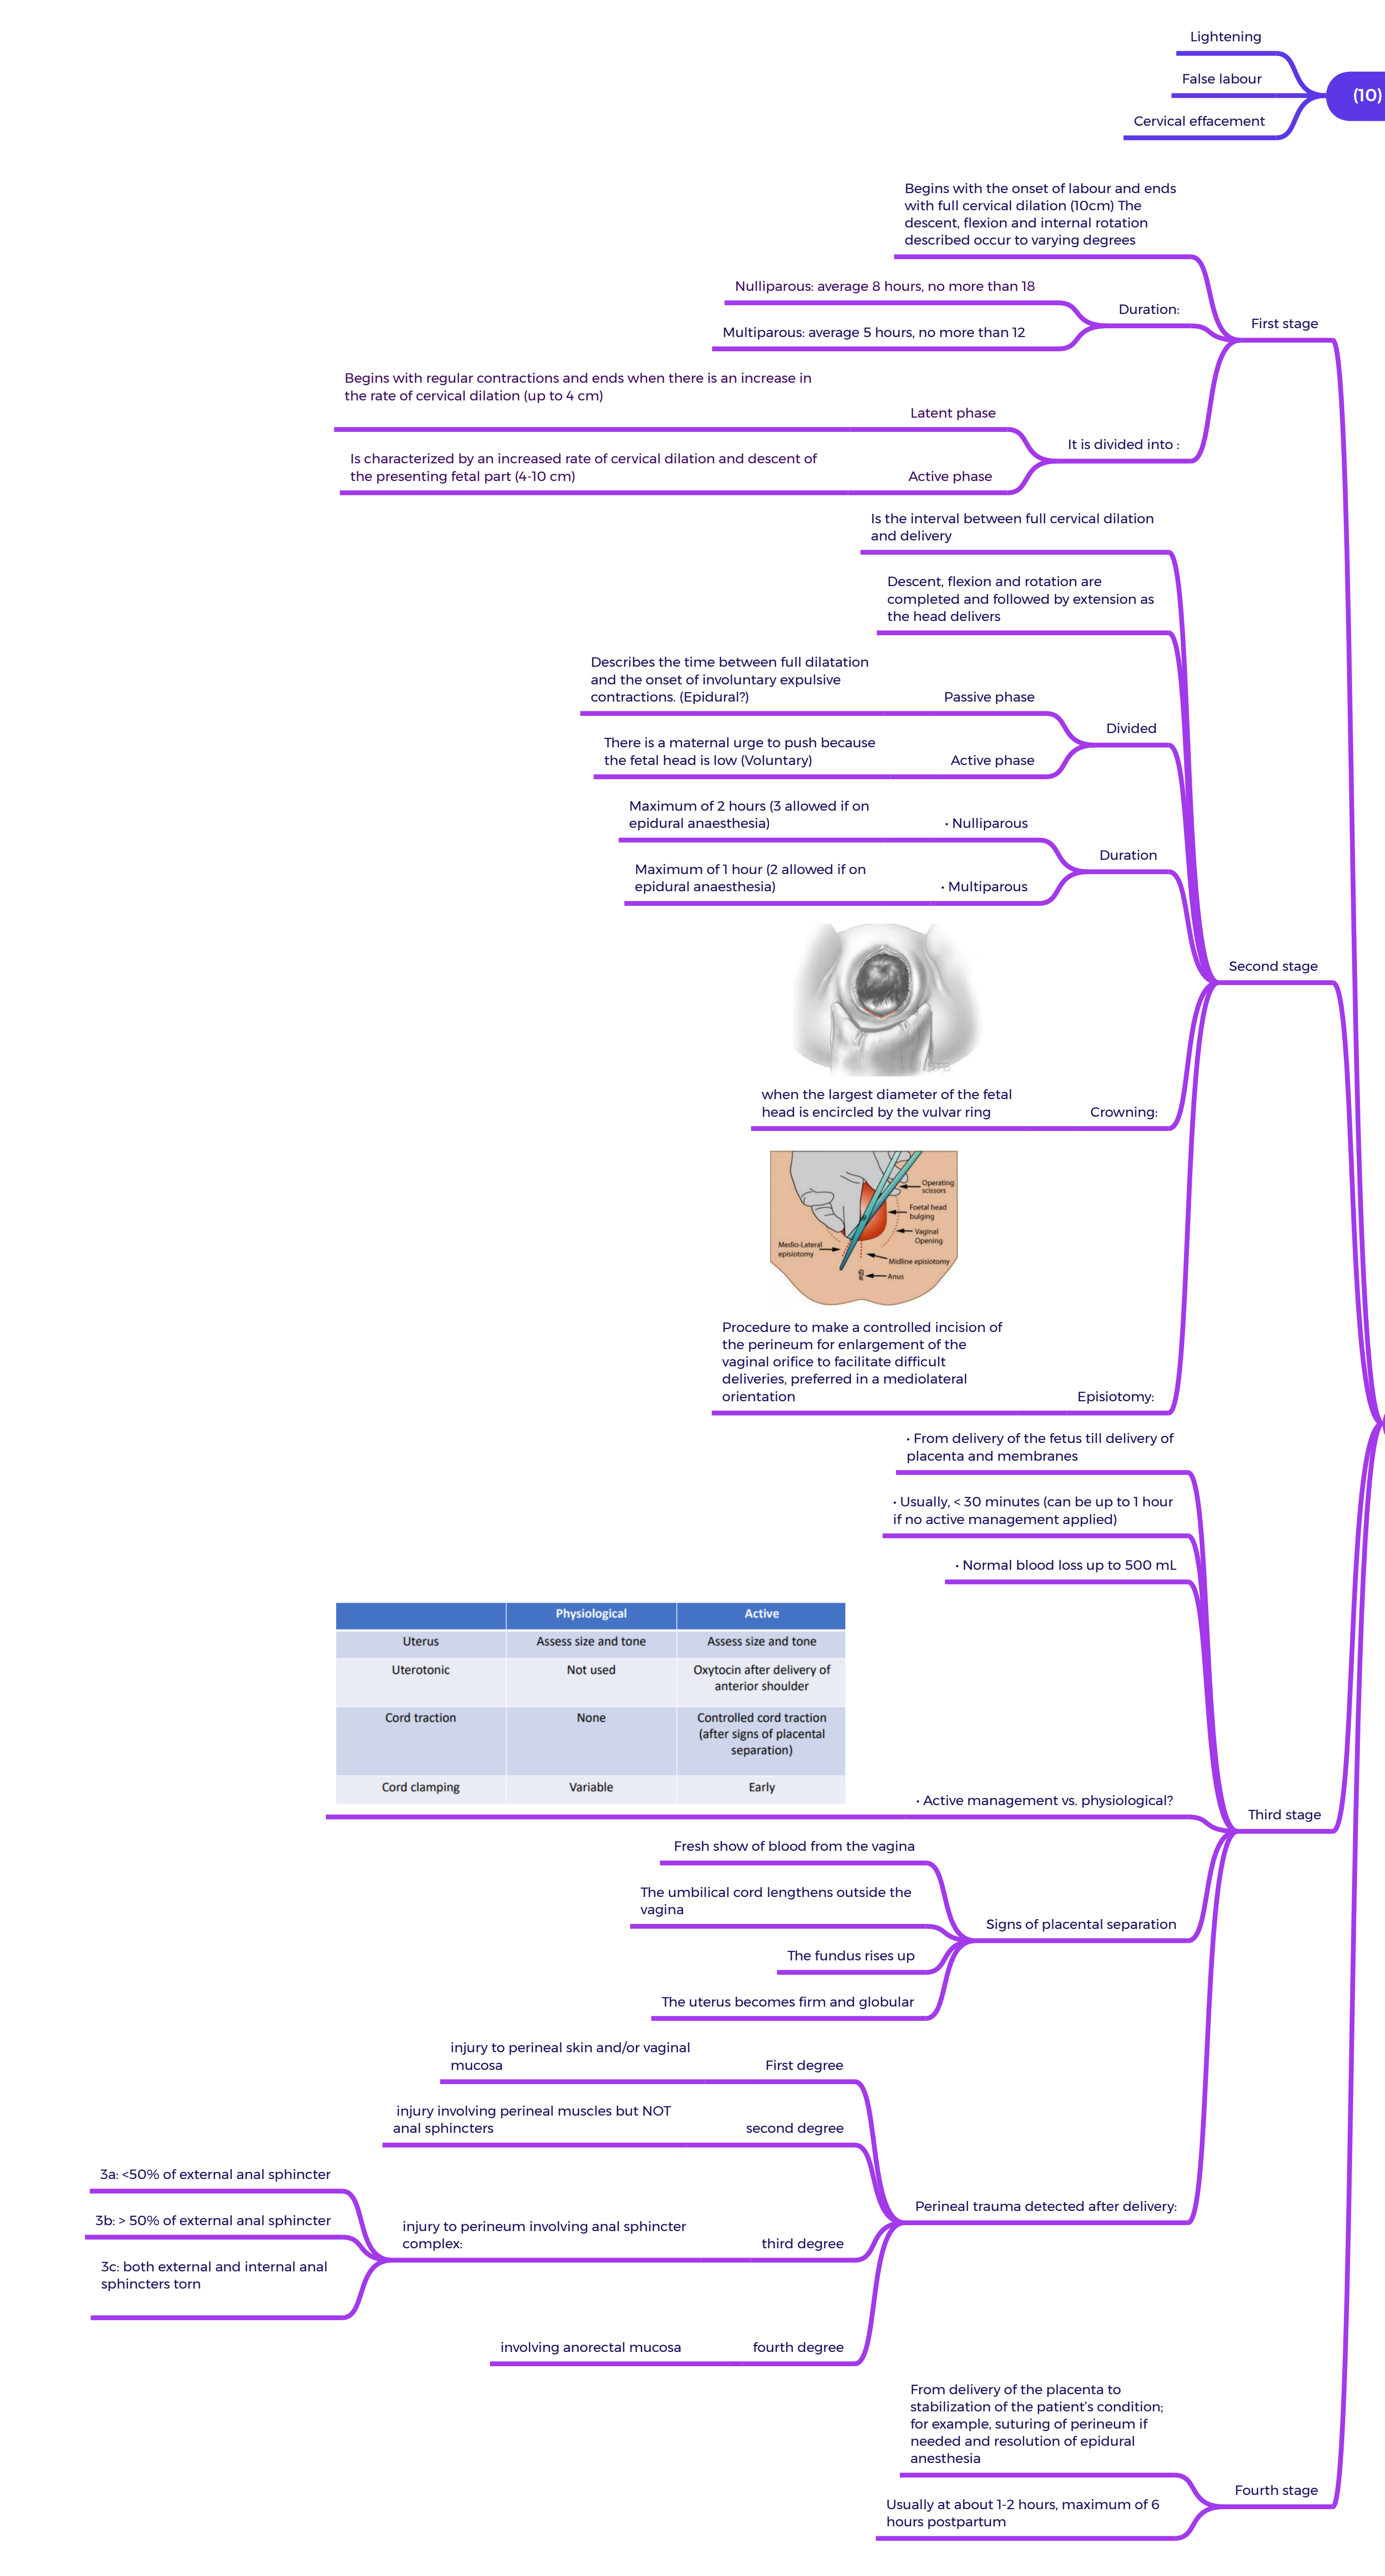 Lightening
False labour
(10)
Cervical effacement
Begins with the onset of labour and ends
with full cervical dilation (10cm) The
descent, flexion and internal rotation
described occur to varying degrees
Nulliparous: average 8 hours, no more than 18
Duration:
Multiparous: average 5 hours, no more than 12
First stage
Begins with regular contractions and ends when there is an increase in
the rate of cervical dilation (up to 4 cm)
Latent phase
It is divided into :
Is characterized by an increased rate of cervical dilation and descent of
the presenting fetal part (4-10 cm)
Active phase
Is the interval between full cervical dilation
and delivery
Descent, flexion and rotation are
completed and followed by extension as
the head delivers
Describes the time between full dilatation
and the onset of involuntary expulsive
contractions. (Epidural?)
Passive phase
Divided
There is a maternal urge to push because
the fetal head is low (Voluntary)
Active phase
Maximum of 2 hours (3 allowed if on
epidural anaesthesia)
• Nulliparous
Duration
Maximum of 1 hour (2 allowed if on
epidural anaesthesia)
• Multiparous
Second stage
when the largest diameter of the fetal
head is encircled by the vulvar ring
Crowning:
Operating
scissors
Foetal head
bulging
Vaginal
Opening
Medio-Lateral
episiotomy
Midline episiotomy
Anus
Procedure to make a controlled incision of
the perineum for enlargement of the
vaginal orifice to facilitate difficult
deliveries, preferred in a mediolateral
orientation
Episiotomy:
• From delivery of the fetus till delivery of
placenta and membranes
• Usually, < 30 minutes (can be up to 1 hour
if no active management applied)
• Normal blood loss up to 500 mL
Physiological Active
Uterus Assess size and tone Assess size and tone
Uterotonic Not used Oxytocin after delivery of
anterior shoulder
Cord traction None Controlled cord traction
(after signs of placental
separation)
Cord clamping Variable Early
• Active management vs. physiological?
Third stage
Fresh show of blood from the vagina
The umbilical cord lengthens outside the
vagina
Signs of placental separation
The fundus rises up
The uterus becomes firm and globular
injury to perineal skin and/or vaginal
mucosa
First degree
injury involving perineal muscles but NOT
anal sphincters
second degree
3a: <50% of external anal sphincter
3b: > 50% of external anal sphincter
3c: both external and internal anal
sphincters torn
injury to perineum involving anal sphincter
complex:
third degree
Perineal trauma detected after delivery:
involving anorectal mucosa
fourth degree
From delivery of the placenta to
stabilization of the patient's condition;
for example, suturing of perineum if
needed and resolution of epidural
anesthesia
Fourth stage
Usually at about 1-2 hours, maximum of 6
hours postpartum